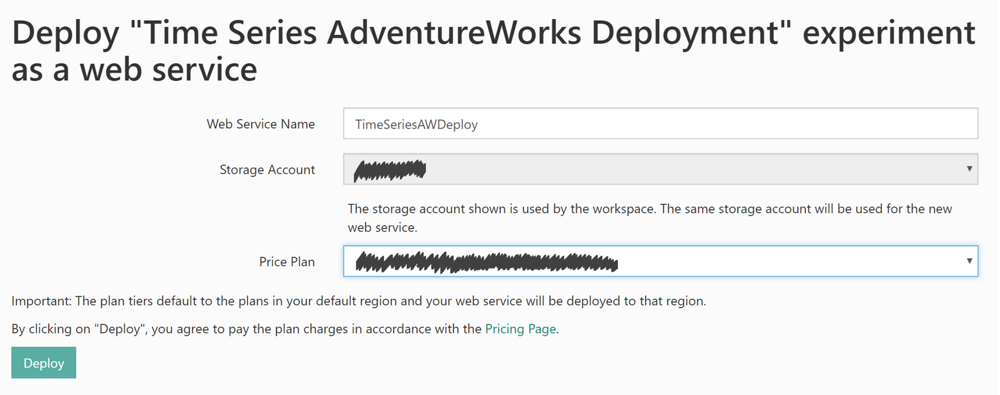 Deploy "Time Series AdventureWorks Deployment" experiment
as a web service
Web Service Name
TimeSeriesAWDeploy
Storage Account
The storage account shown is used by the workspace. The same storage account will be used for the new
web service.
Price Plan
Important: The plan tiers default to the plans in your default region and your web service will be deployed to that region.
By clicking on "Deploy", you agree to pay the plan charges in accordance with the Pricing Page.
Deploy